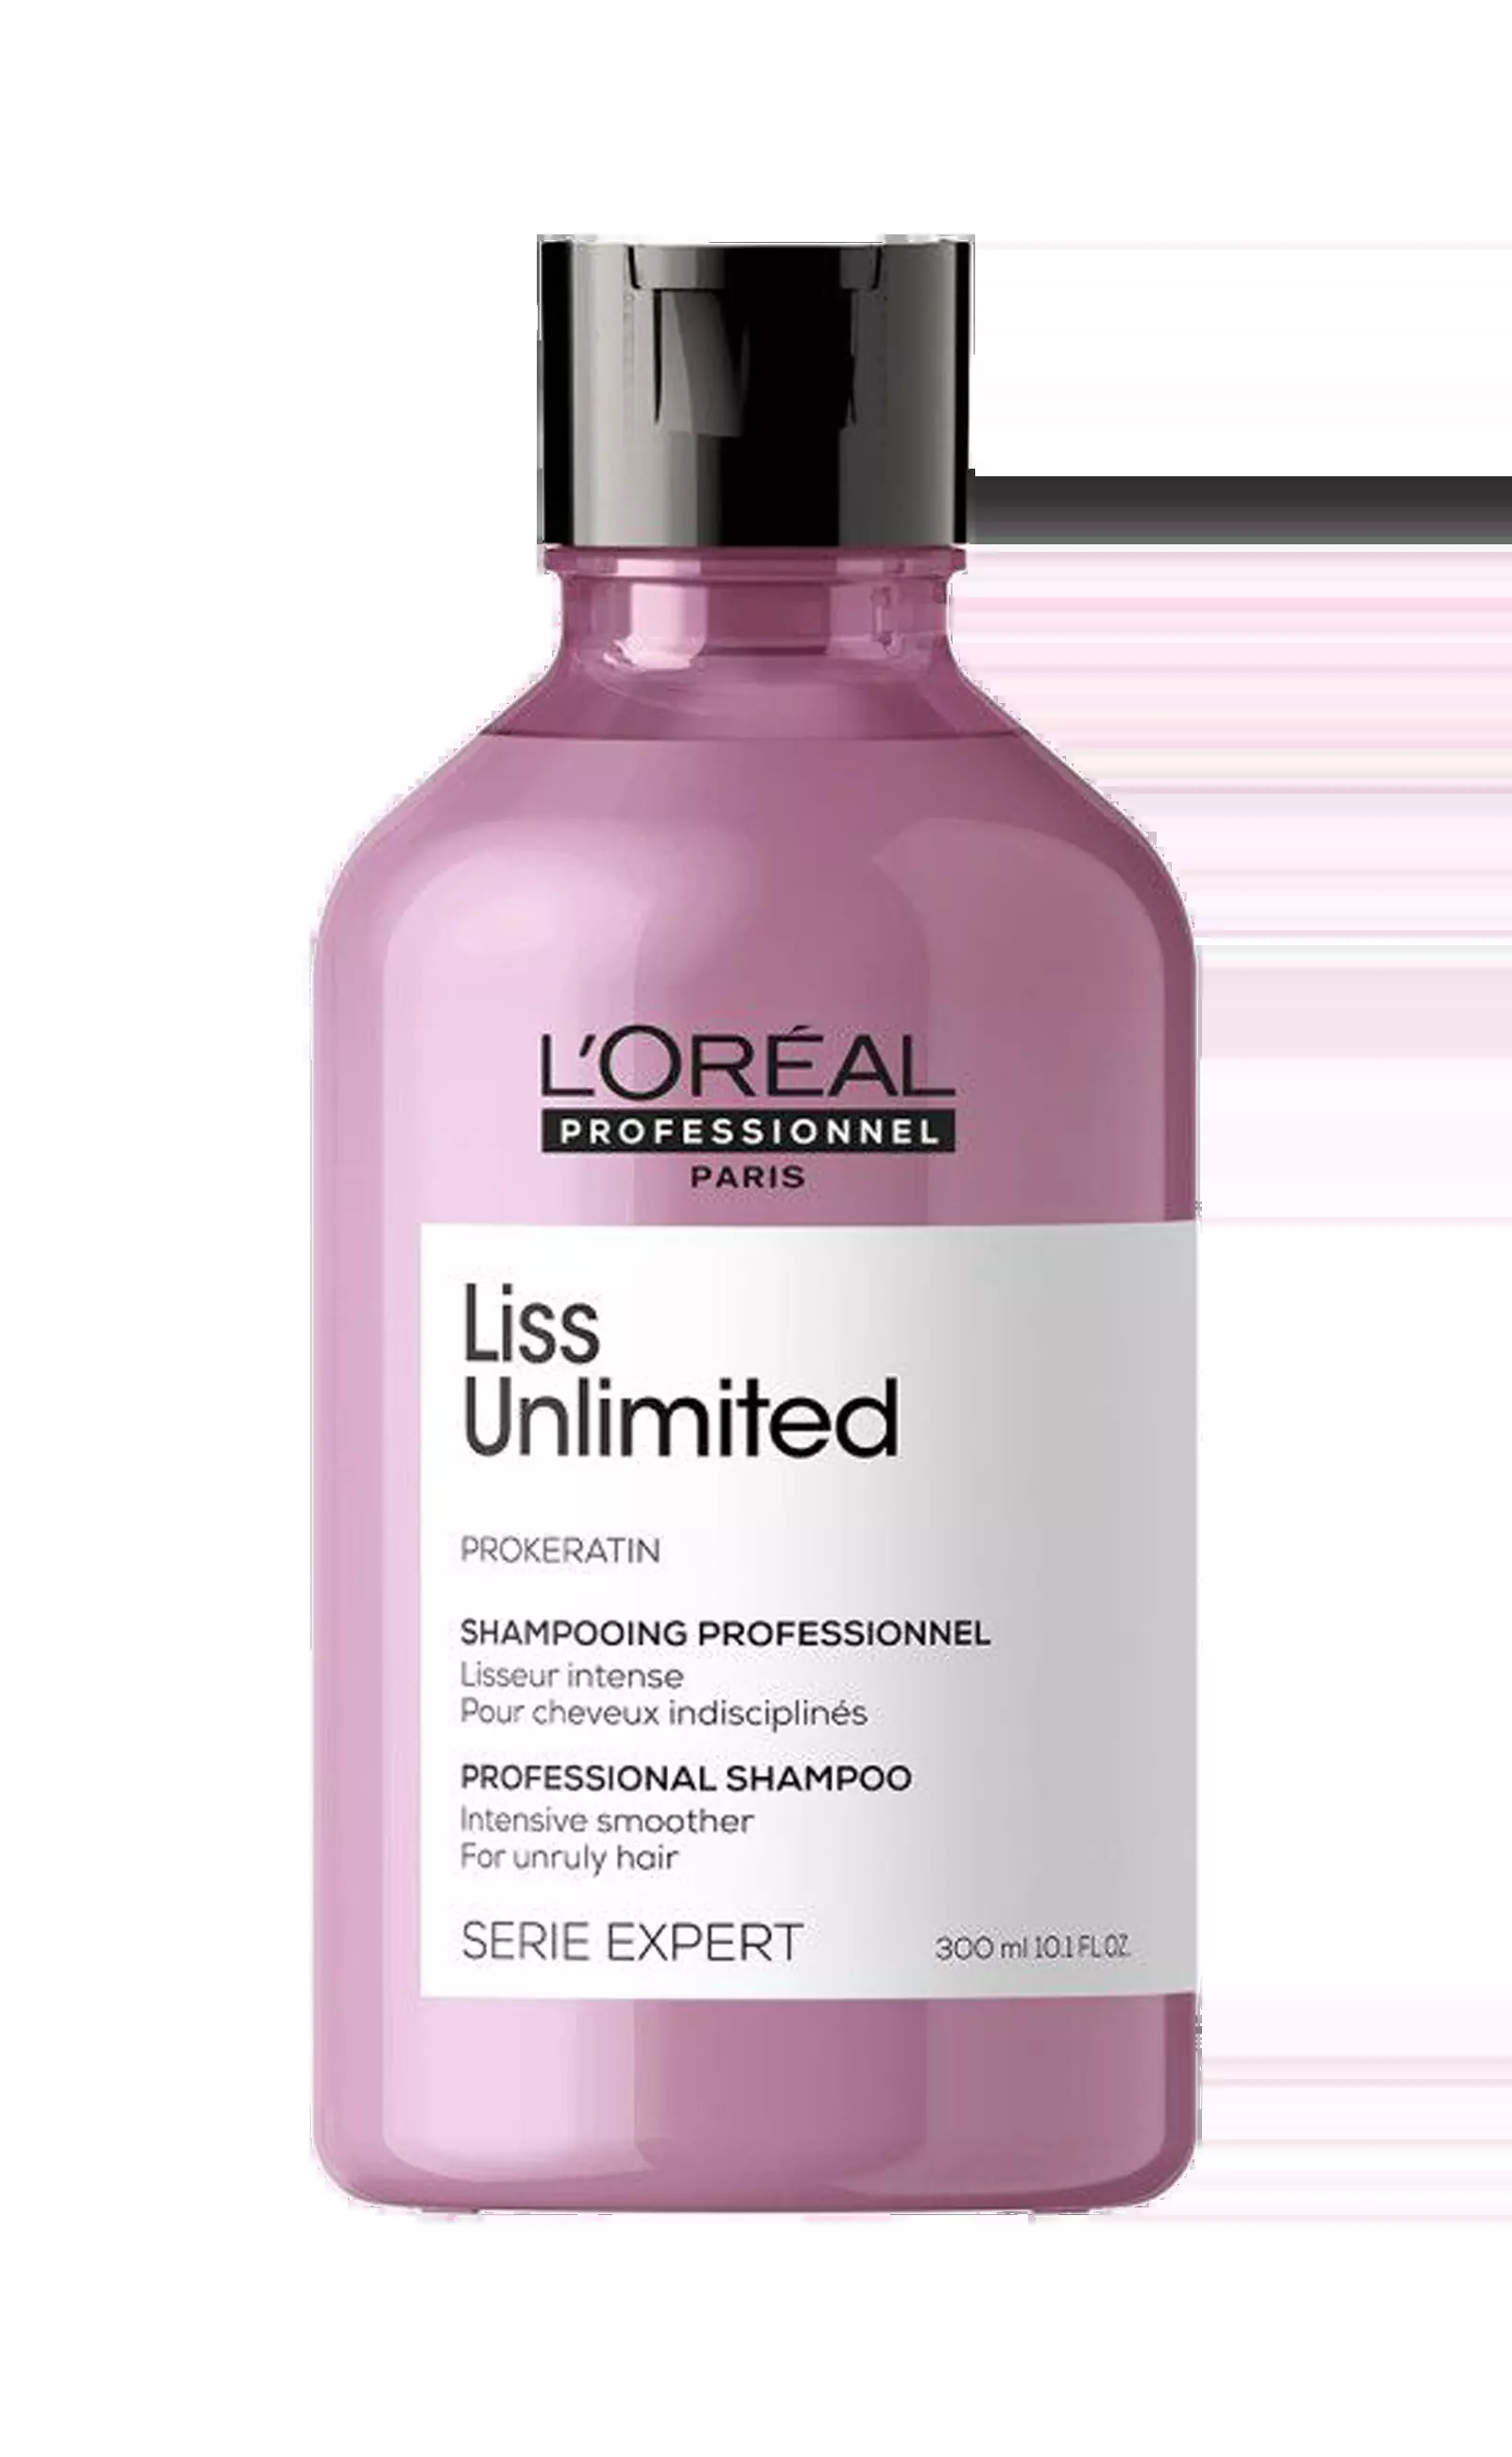 L'ORÉAL
PROFESSIONNEL
PARIS
Liss
Unlimited
PROKERATIN
SHAMPOOING PROFESSIONNEL
Lisseur intense
Pour cheveux indisciplinés
PROFESSIONAL SHAMPOO
Intensive smoother
For unruly hair
SERIE EXPERT
300 ml 10.1 FL OZ.